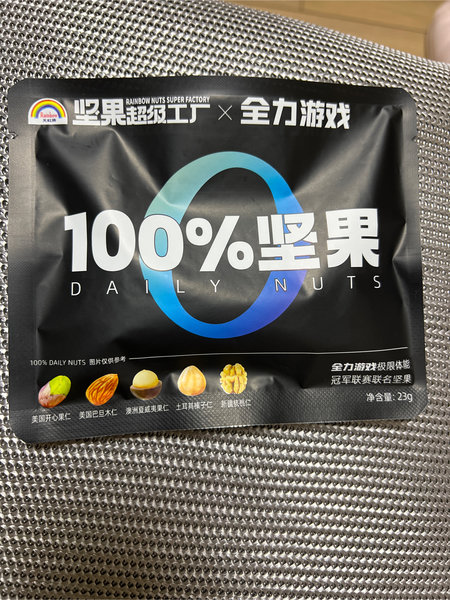 Rainbow
天虹牌
RAINBOW NUTS SUPER FACTORY
坚果超级工厂×全力游戏
100%坚果
DAILY NUTS
100% DAILY NUTS 图片仅供参考
美国开心果仁 美国巴旦木仁 澳洲夏威夷果仁 土耳其榛子仁 新疆核桃仁
全力游戏极限体能
冠军联赛联名坚果
净含量: 23g